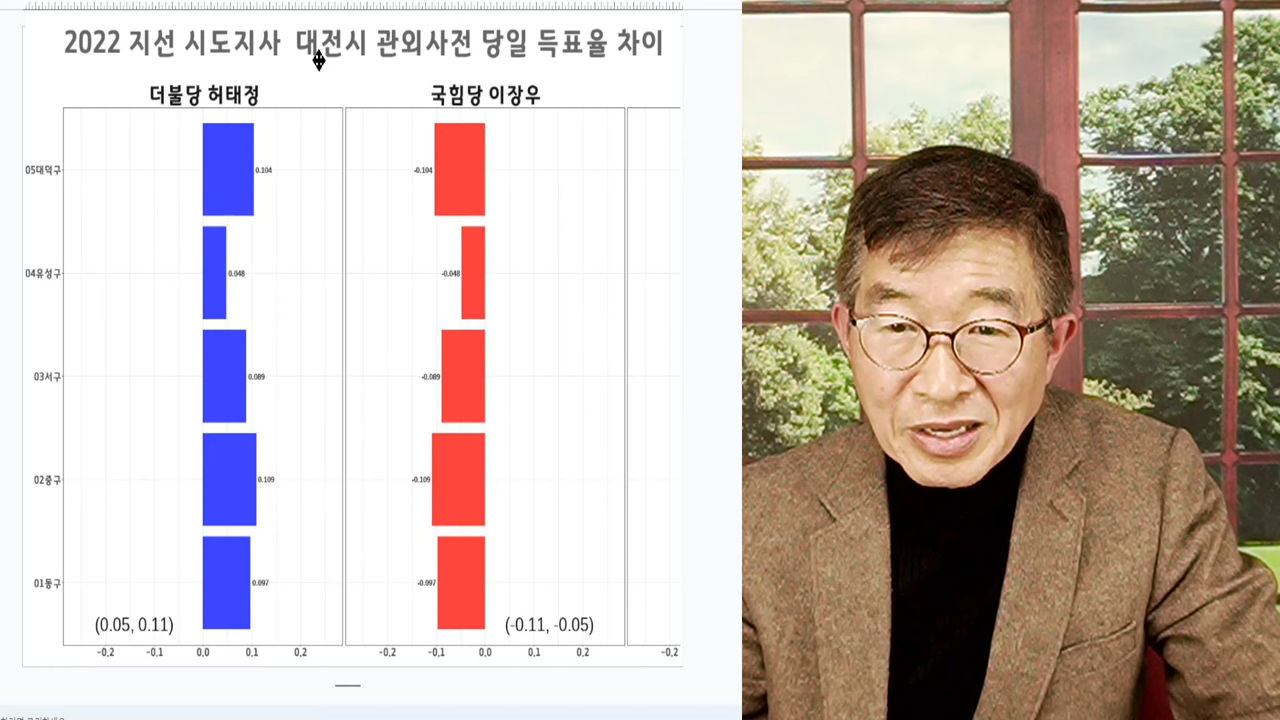 2022 지선 시도지사 대전시 관외사전 당일 득표율 차이
더불당 허태정
국힘당 이장우
05대덕구
0.104
-0.104
04유성구
0.048
-0.048
03서구
0.089
-0.089
02중구
0.109
-0.109
01동구
0.097
-0.097
(0.05, 0.11)
(-0.11, -0.05)
-0.2 -0.1 0.0 0.1 0.2
-0.2 -0.1 0.0 0.1 0.2
-0.2